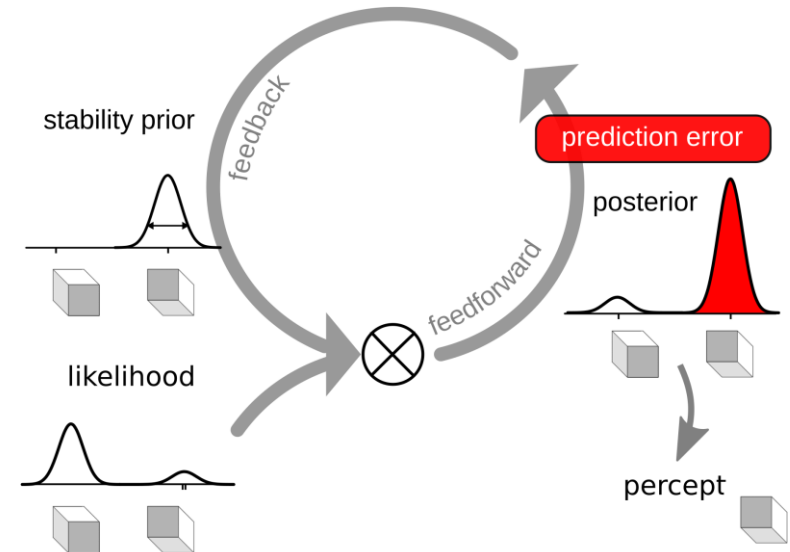 feedback
stability prior
prediction error
posterior
feedforward
likelihood
percept